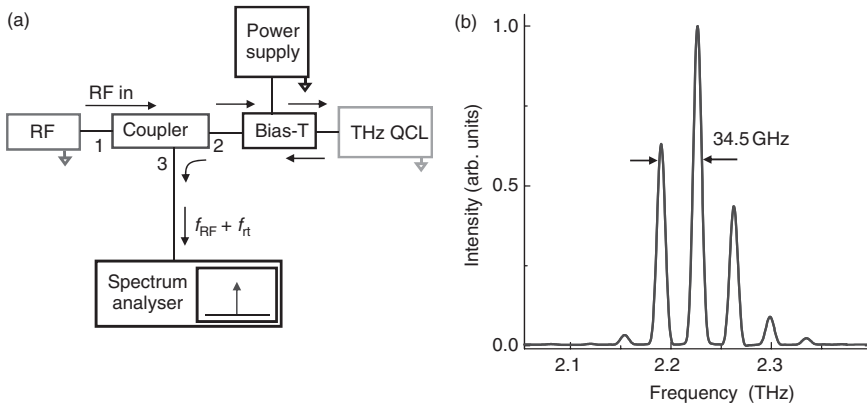 (a)
Power
supply
RF in
RF
Coupler
Bias-T
THz QCL
1
2
3
f_RF + f_rt
Spectrum
analyser
(b)
1.0
34.5 GHz
0.5
0.0
Intensity (arb. units)
2.1
2.2
2.3
Frequency (THz)